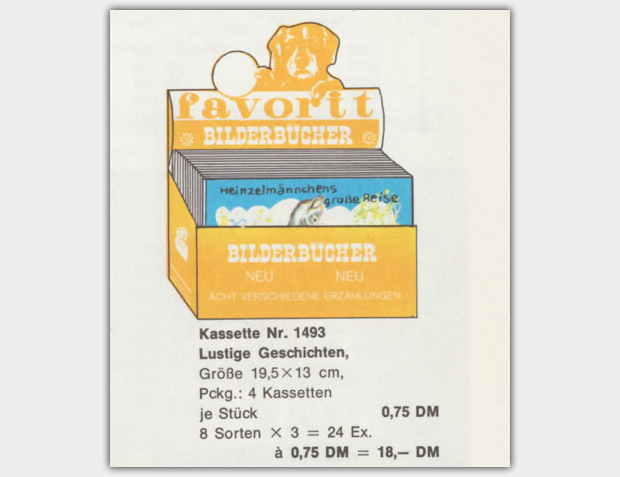 favorit
BILDERBÜCHER
Heinzelmännchens
große Reise
BILDERBÜCHER
NEU NEU
ACHT VERSCHIEDENE ERZÄHLUNGEN
Kassette Nr. 1493
Lustige Geschichten,
Größe 19,5×13 cm,
Pckg.: 4 Kassetten
je Stück 0,75 DM
8 Sorten × 3 = 24 Ex.
à 0,75 DM = 18,— DM